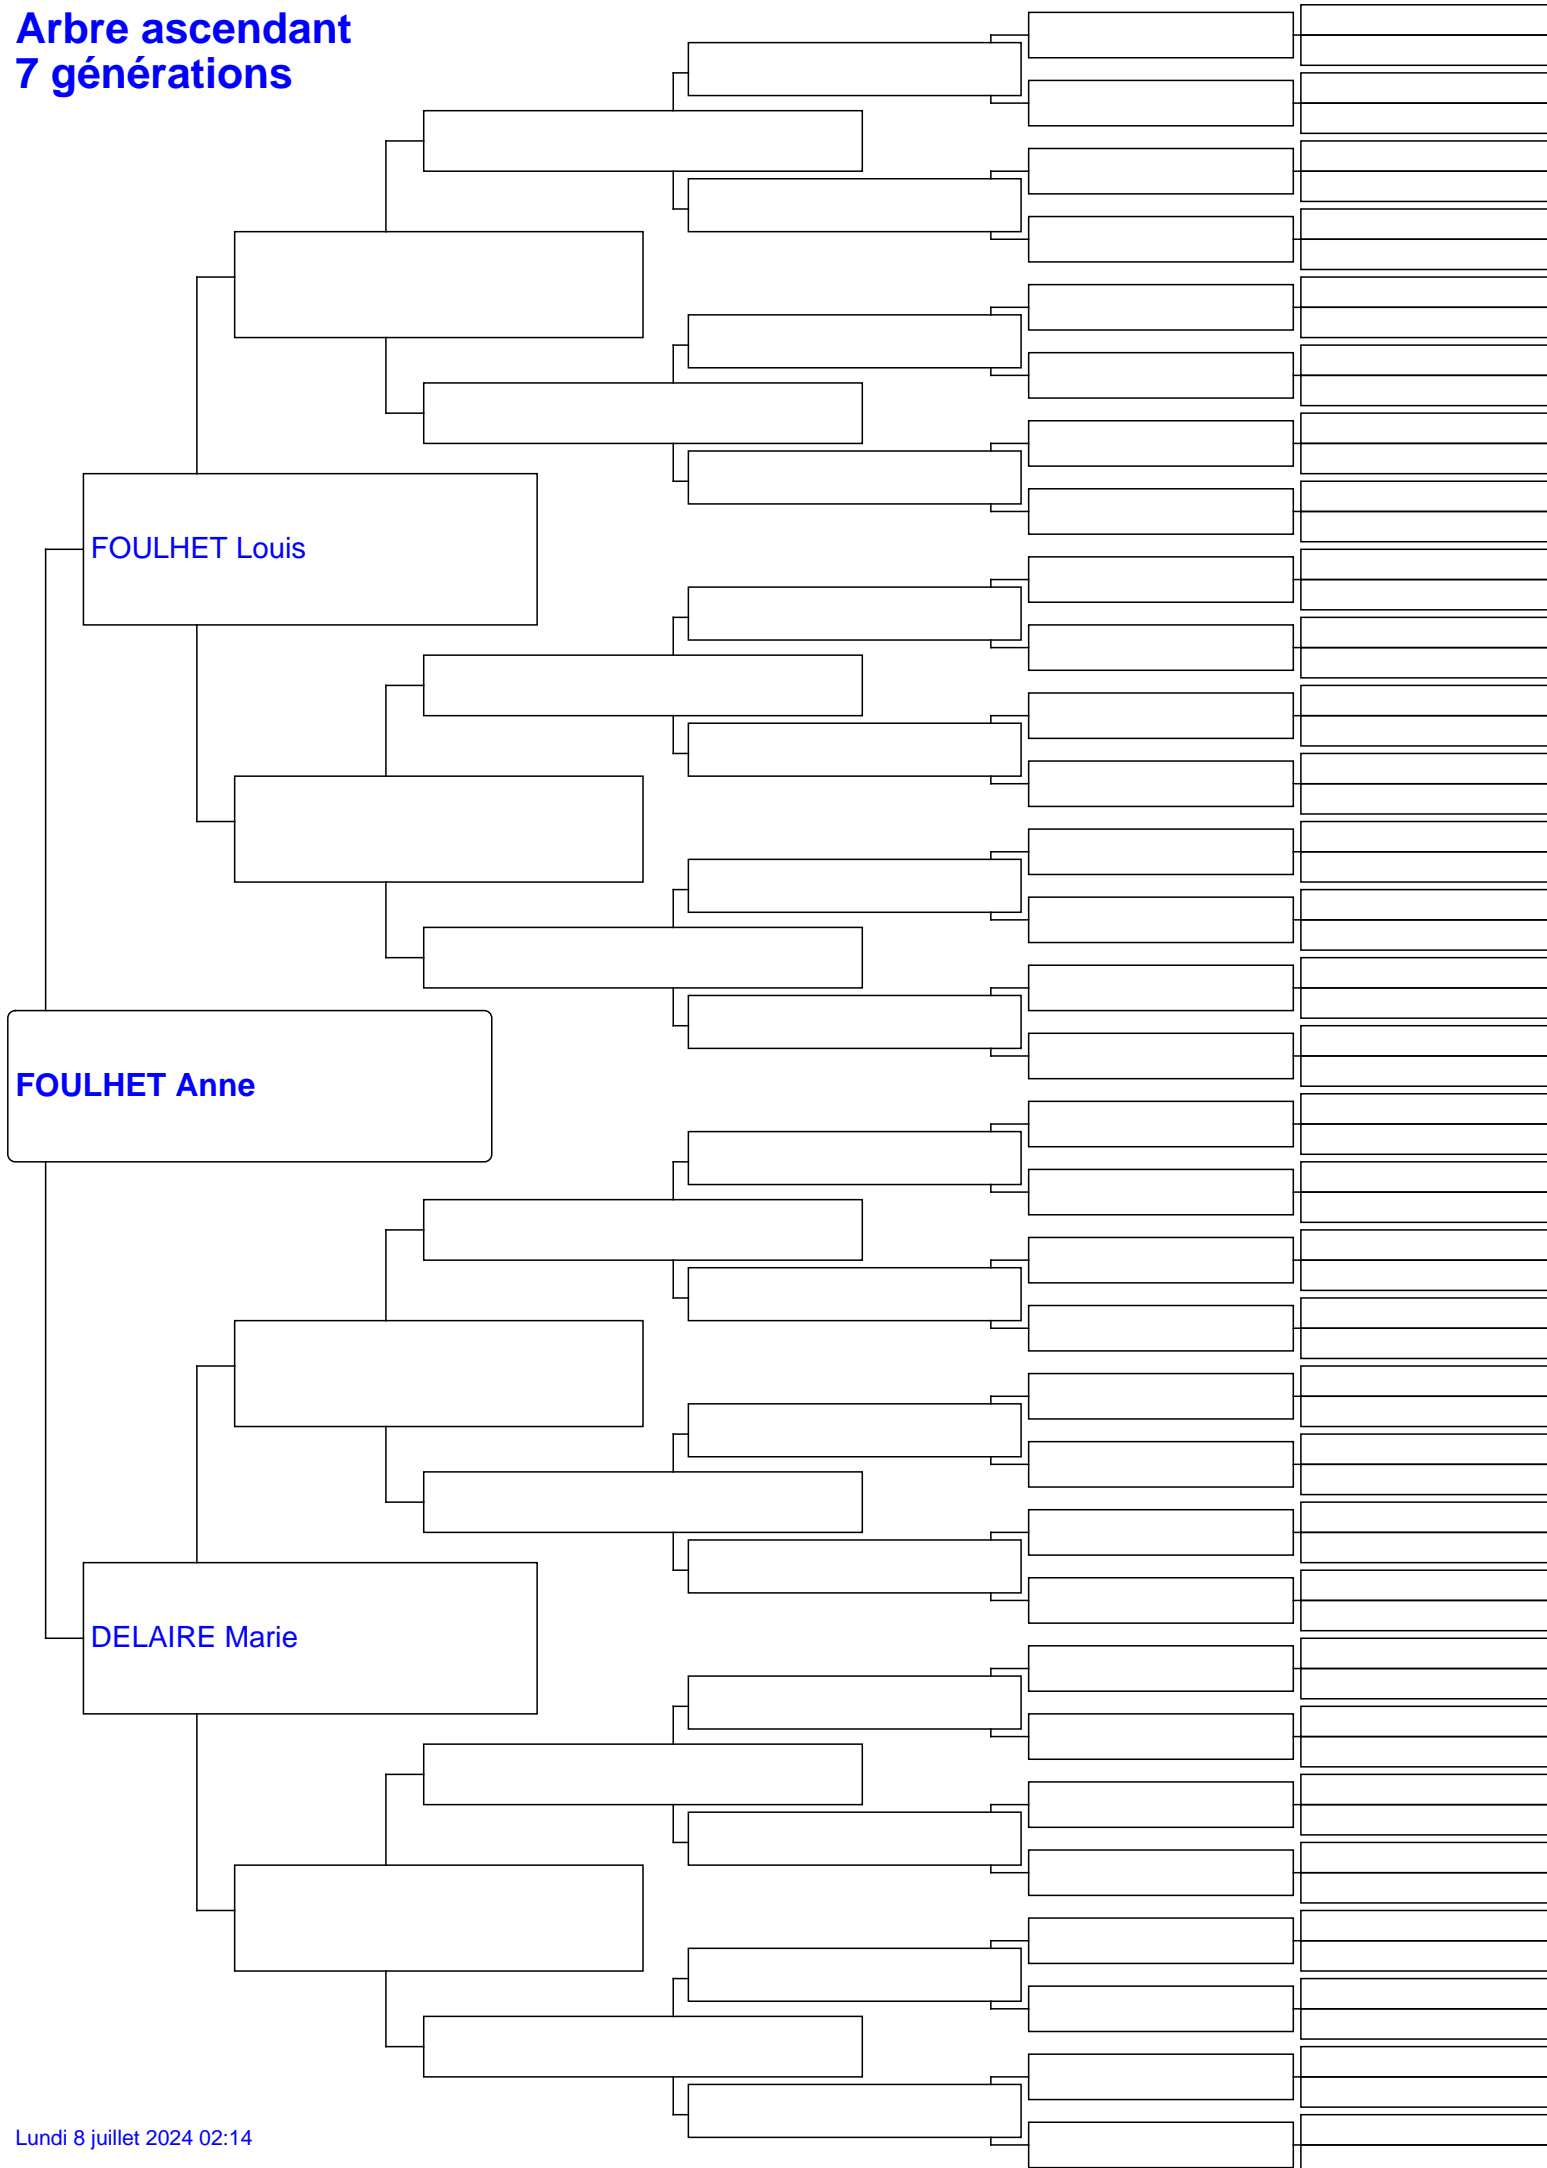 Arbre ascendant
7 générations
FOULHET Louis
FOULHET Anne
DELAIRE Marie
Lundi 8 juillet 2024 02:14